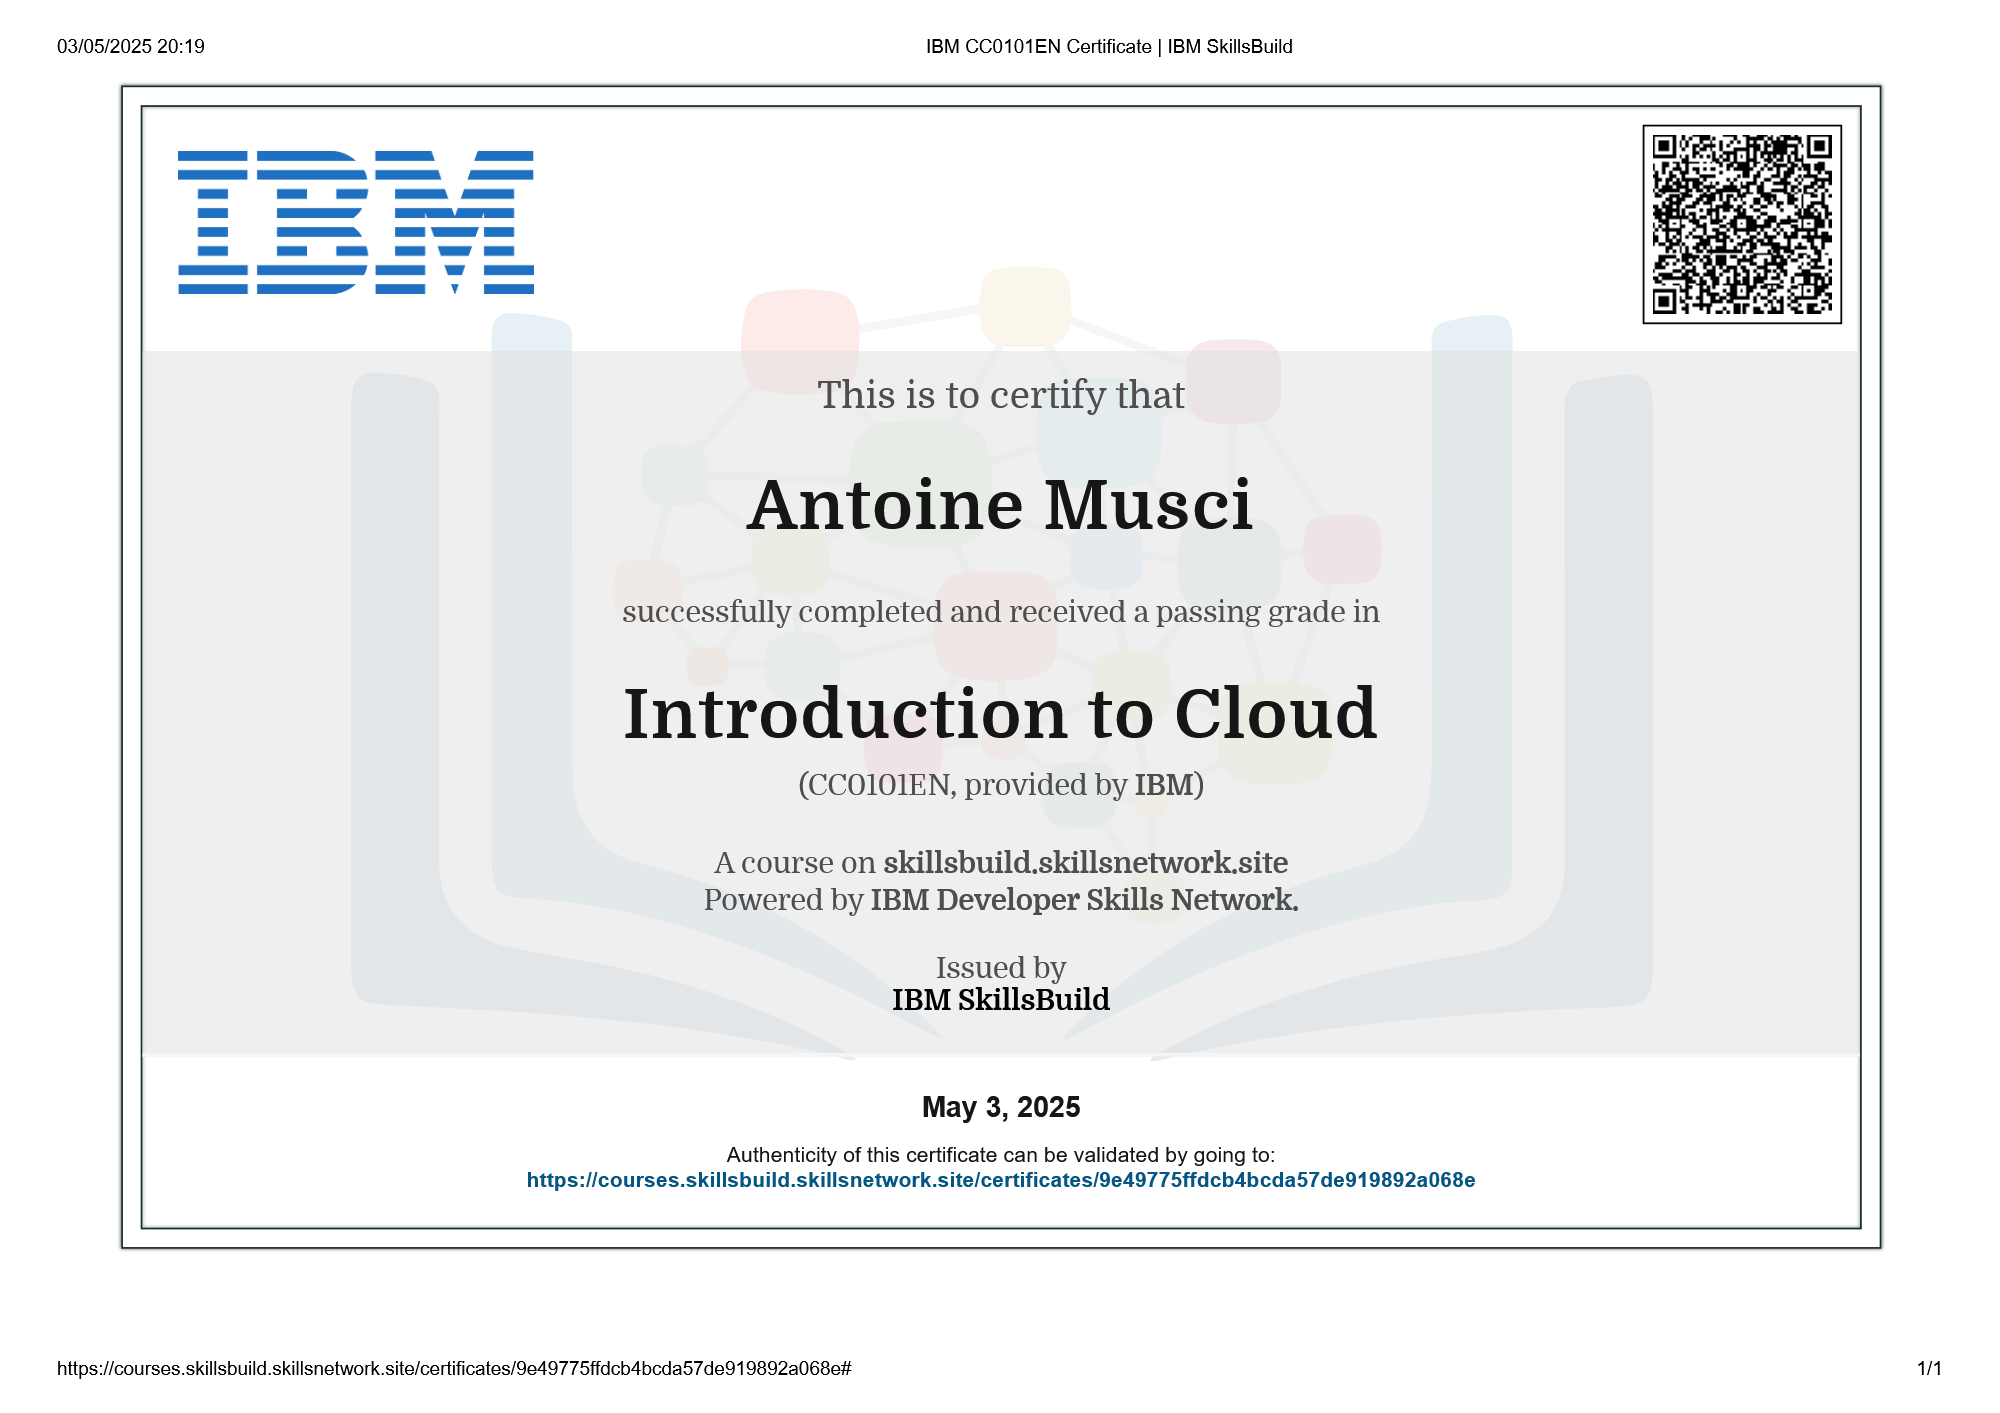 03/05/2025 20:19
IBM CC0101EN Certificate | IBM SkillsBuild
IBM
This is to certify that
Antoine Musci
successfully completed and received a passing grade in
Introduction to Cloud
(CC0101EN, provided by IBM)
A course on skillsbuild.skillsnetwork.site
Powered by IBM Developer Skills Network.
Issued by
IBM SkillsBuild
May 3, 2025
Authenticity of this certificate can be validated by going to:
https://courses.skillsbuild.skillsnetwork.site/certificates/9e49775ffdcb4bcda57de919892a068e
https://courses.skillsbuild.skillsnetwork.site/certificates/9e49775ffdcb4bcda57de919892a068e#
1/1